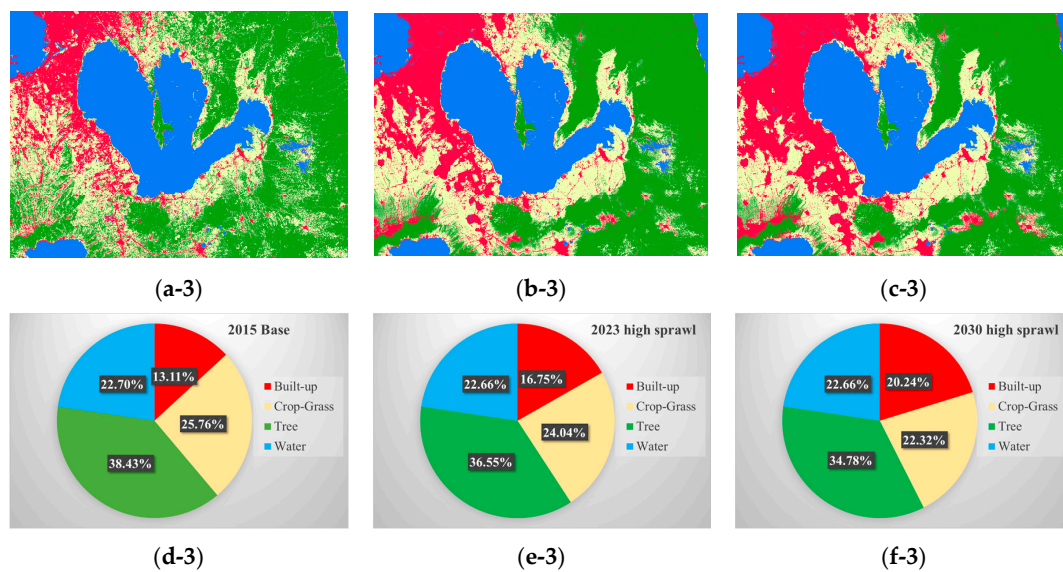 (a-3)
(b-3)
(c-3)
2015 Base
22.70%
13.11%
25.76%
38.43%
Built-up
Crop-Grass
Tree
Water
2023 high sprawl
22.66%
16.75%
24.04%
36.55%
Built-up
Crop-Grass
Tree
Water
2030 high sprawl
22.66%
20.24%
22.32%
34.78%
Built-up
Crop-Grass
Tree
Water
(d-3)
(e-3)
(f-3)